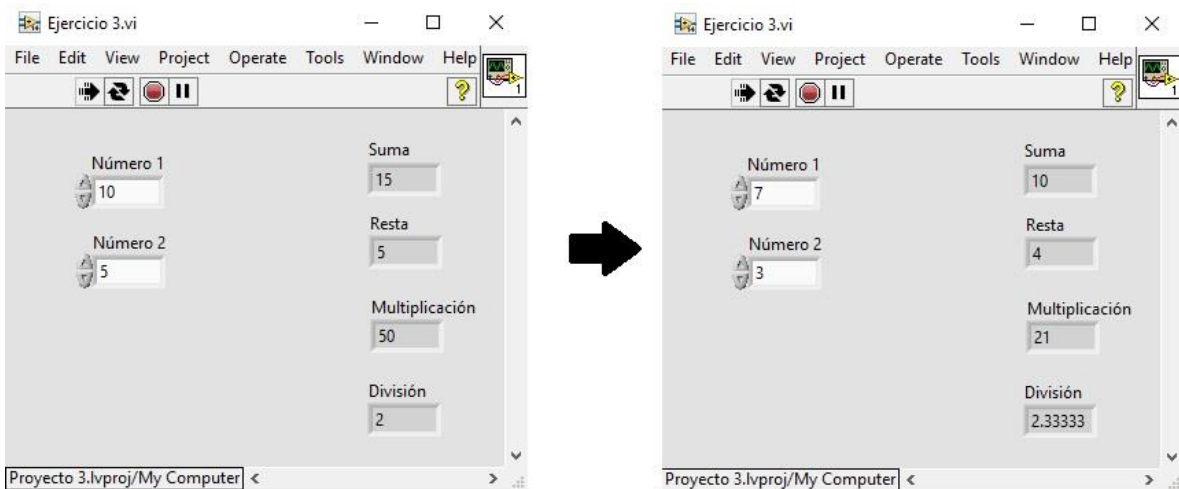 Ejercicio 3.vi
File Edit View Project Operate Tools Window Help
1
Número 1
10
Número 2
5
Suma
15
Resta
5
Multiplicación
50
División
2
Proyecto 3.lvproj/My Computer
Ejercicio 3.vi
File Edit View Project Operate Tools Window Help
1
Número 1
7
Número 2
3
Suma
10
Resta
4
Multiplicación
21
División
2.33333
Proyecto 3.lvproj/My Computer